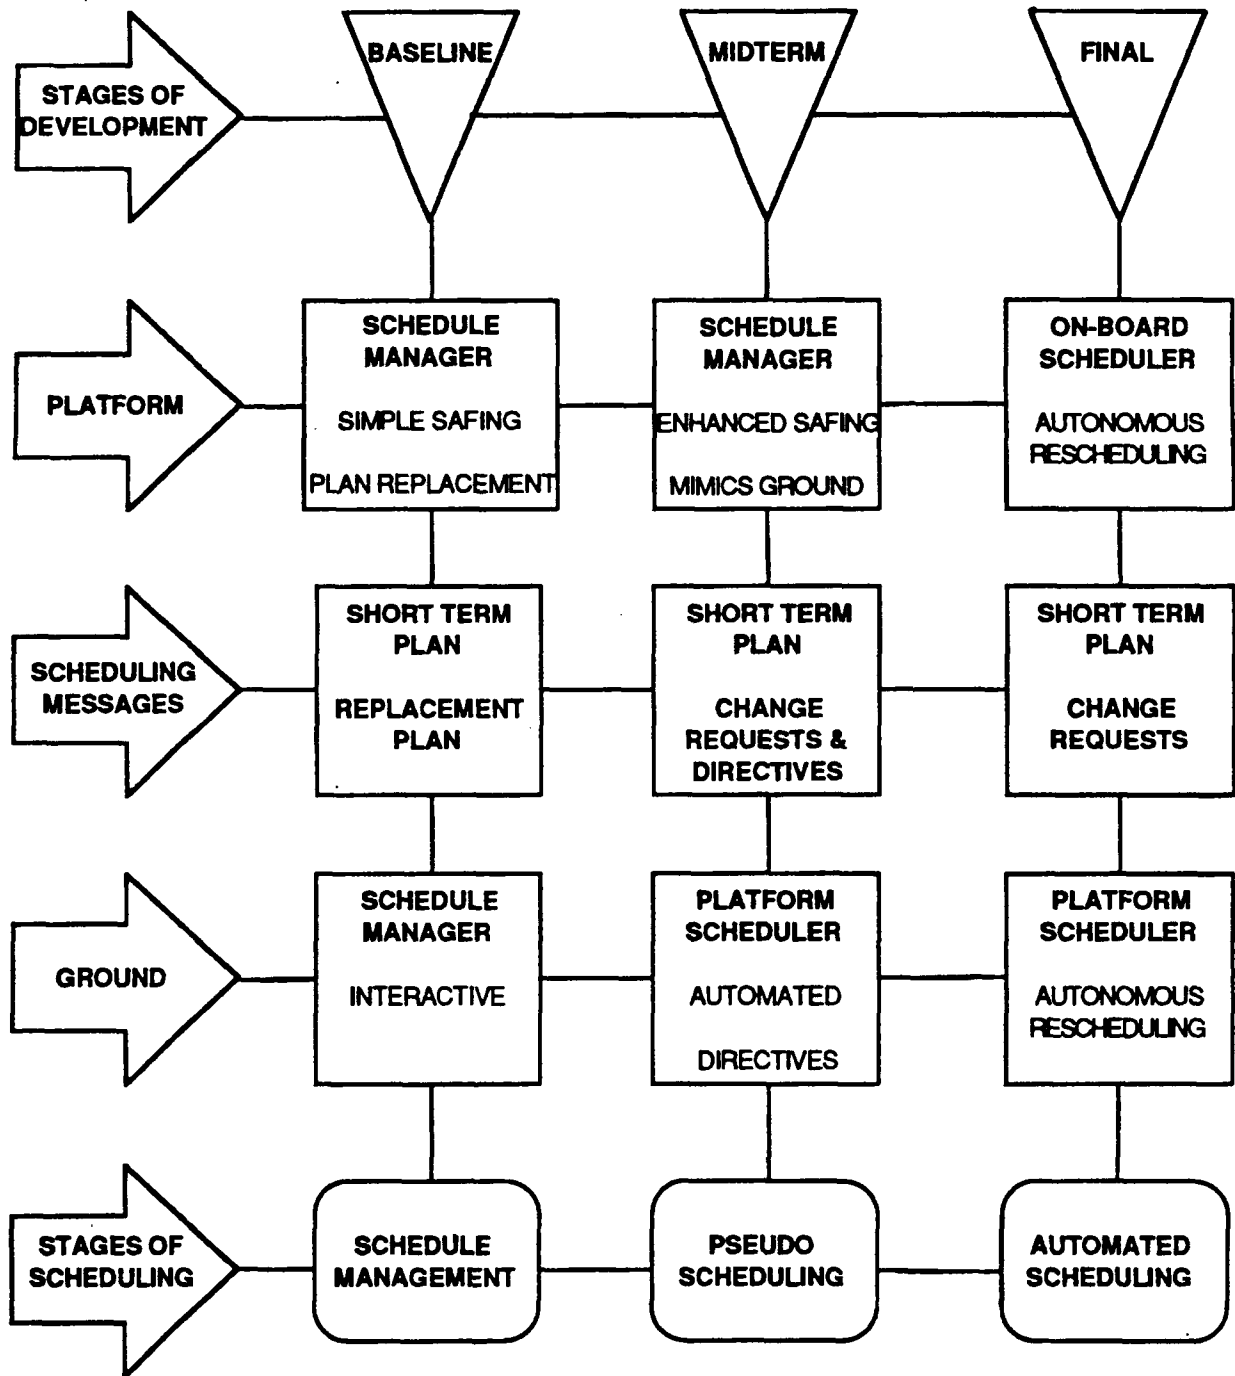 STAGES OF
DEVELOPMENT
BASELINE
MIDTERM
FINAL
PLATFORM
SCHEDULE
MANAGER
SIMPLE SAFING
PLAN REPLACEMENT
SCHEDULE
MANAGER
ENHANCED SAFING
MIMICS GROUND
ON-BOARD
SCHEDULER
AUTONOMOUS
RESCHEDULING
SCHEDULING
MESSAGES
SHORT TERM
PLAN
REPLACEMENT
PLAN
SHORT TERM
PLAN
CHANGE
REQUESTS &
DIRECTIVES
SHORT TERM
PLAN
CHANGE
REQUESTS
GROUND
SCHEDULE
MANAGER
INTERACTIVE
PLATFORM
SCHEDULER
AUTOMATED
DIRECTIVES
PLATFORM
SCHEDULER
AUTONOMOUS
RESCHEDULING
STAGES OF
SCHEDULING
SCHEDULE
MANAGEMENT
PSEUDO
SCHEDULING
AUTOMATED
SCHEDULING